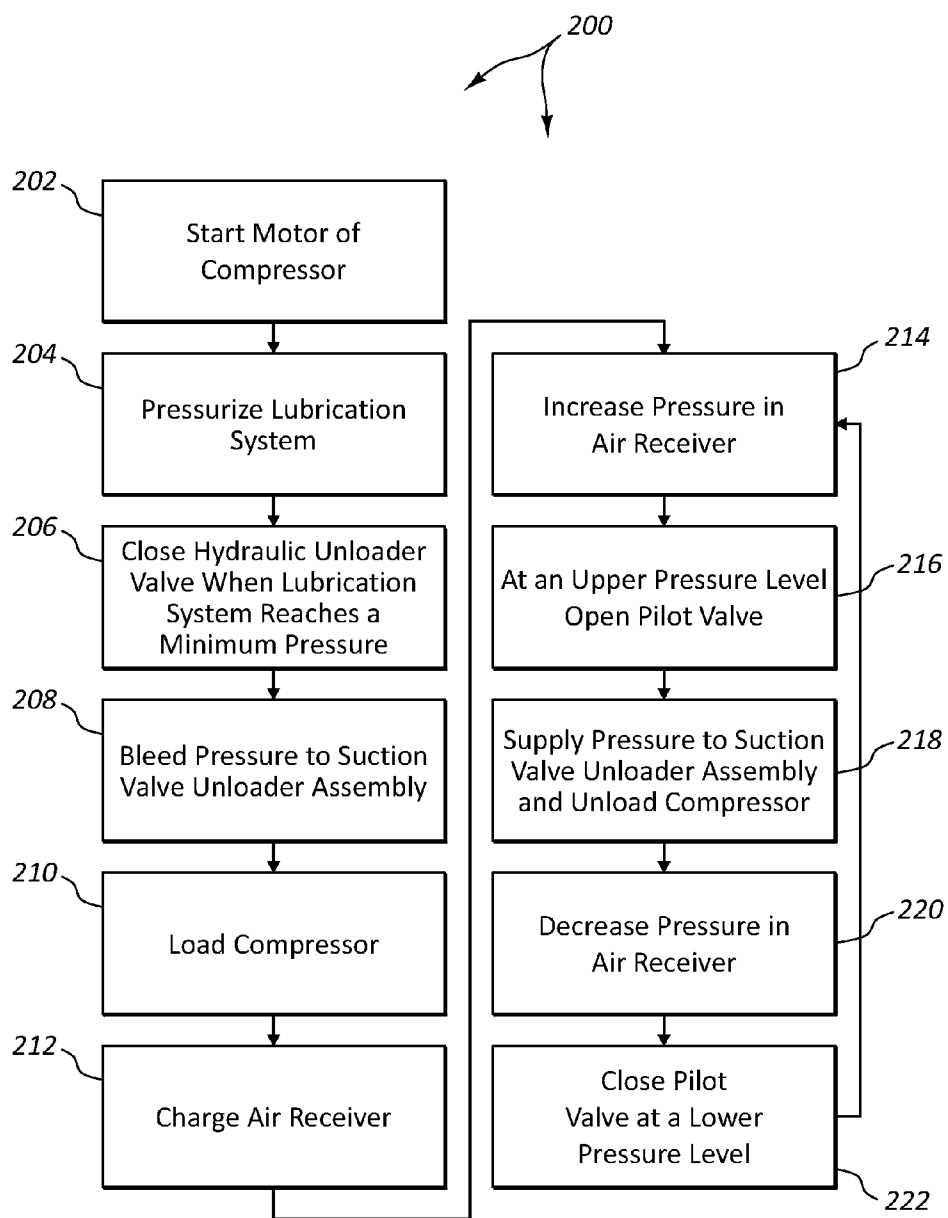 200
202
Start Motor of
Compressor
204
Pressurize Lubrication
System
206
Close Hydraulic Unloader
Valve When Lubrication
System Reaches a
Minimum Pressure
208
Bleed Pressure to Suction
Valve Unloader Assembly
210
Load Compressor
212
Charge Air Receiver
214
Increase Pressure in
Air Receiver
216
At an Upper Pressure Level
Open Pilot Valve
218
Supply Pressure to Suction
Valve Unloader Assembly
and Unload Compressor
220
Decrease Pressure in
Air Receiver
Close Pilot
Valve at a Lower
Pressure Level
222